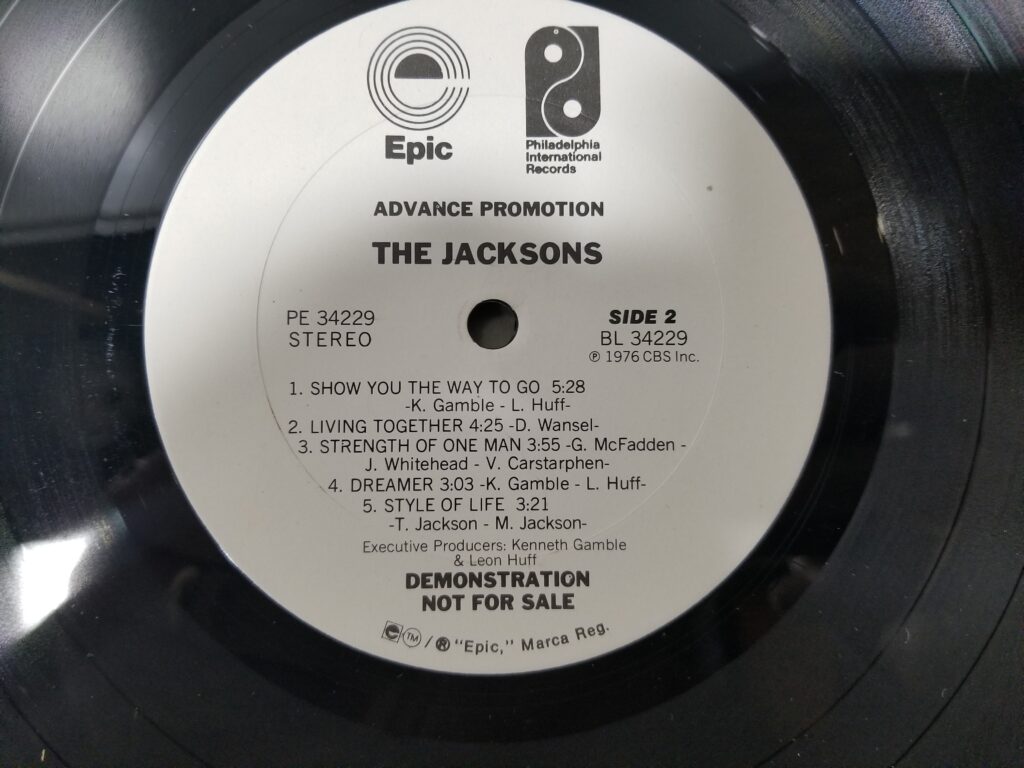 Epic
Philadelphia
International
Records
ADVANCE PROMOTION
THE JACKSONS
PE 34229
STEREO
SIDE 2
BL 34229
℗ 1976 CBS Inc.
1. SHOW YOU THE WAY TO GO 5:28
-K. Gamble - L. Huff-
2. LIVING TOGETHER 4:25 -D. Wansel-
3. STRENGTH OF ONE MAN 3:55 -G. McFadden -
J. Whitehead - V. Carstarphen-
4. DREAMER 3:03 -K. Gamble - L. Huff-
5. STYLE OF LIFE 3:21
-T. Jackson - M. Jackson-
Executive Producers: Kenneth Gamble
& Leon Huff
DEMONSTRATION
NOT FOR SALE
e ™ / ® "Epic," Marca Reg.